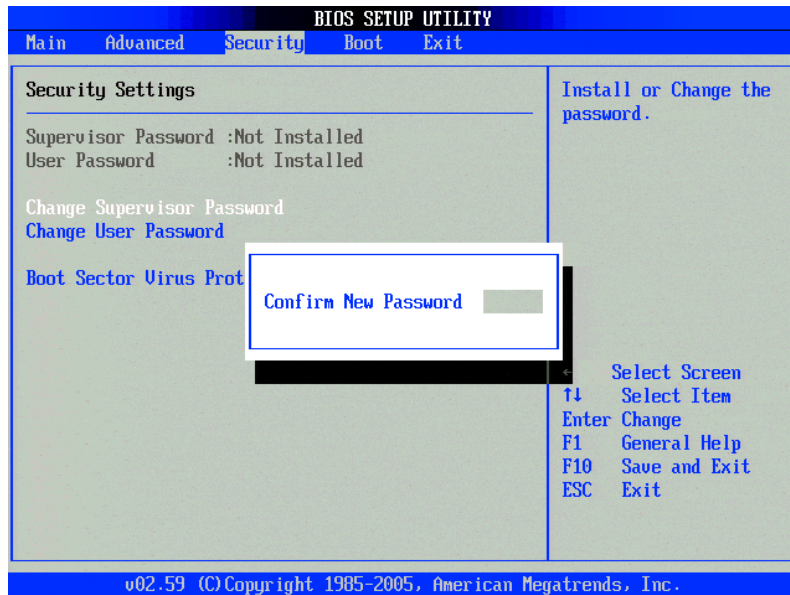 BIOS SETUP UTILITY
Main Advanced Security Boot Exit
Security Settings
Supervisor Password :Not Installed
User Password :Not Installed
Change Supervisor Password
Change User Password
Boot Sector Virus Prot
Confirm New Password
Install or Change the
password.
← Select Screen
↑↓ Select Item
Enter Change
F1 General Help
F10 Save and Exit
ESC Exit
v02.59 (C)Copyright 1985-2005, American Megatrends, Inc.